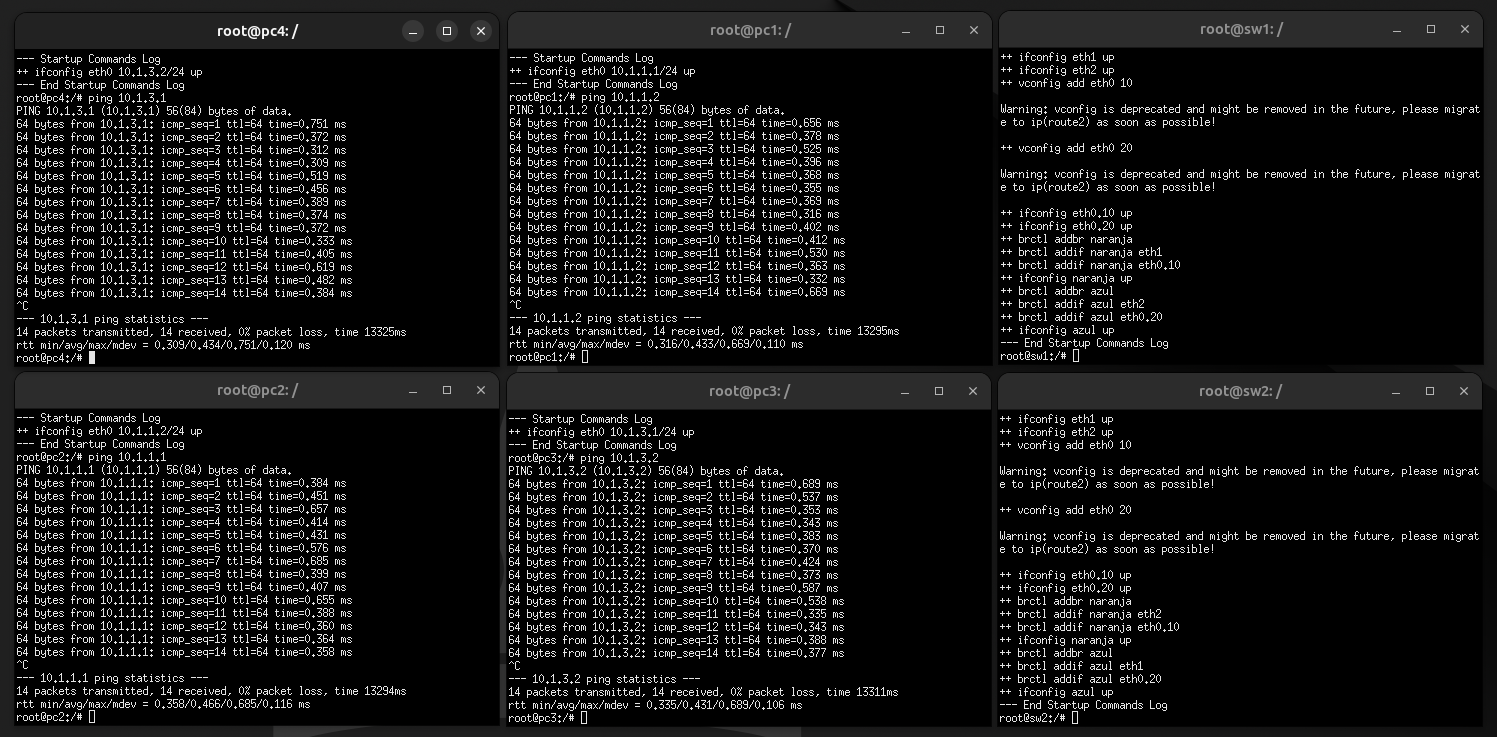 root@pc4: /
--- Startup Commands Log
++ ifconfig eth0 10.1.3.2/24 up
--- End Startup Commands Log
root@pc4:/# ping 10.1.3.1
PING 10.1.3.1 (10.1.3.1) 56(84) bytes of data.
64 bytes from 10.1.3.1: icmp_seq=1 ttl=64 time=0.751 ms
64 bytes from 10.1.3.1: icmp_seq=2 ttl=64 time=0.372 ms
64 bytes from 10.1.3.1: icmp_seq=3 ttl=64 time=0.312 ms
64 bytes from 10.1.3.1: icmp_seq=4 ttl=64 time=0.309 ms
64 bytes from 10.1.3.1: icmp_seq=5 ttl=64 time=0.519 ms
64 bytes from 10.1.3.1: icmp_seq=6 ttl=64 time=0.456 ms
64 bytes from 10.1.3.1: icmp_seq=7 ttl=64 time=0.389 ms
64 bytes from 10.1.3.1: icmp_seq=8 ttl=64 time=0.374 ms
64 bytes from 10.1.3.1: icmp_seq=9 ttl=64 time=0.372 ms
64 bytes from 10.1.3.1: icmp_seq=10 ttl=64 time=0.333 ms
64 bytes from 10.1.3.1: icmp_seq=11 ttl=64 time=0.405 ms
64 bytes from 10.1.3.1: icmp_seq=12 ttl=64 time=0.619 ms
64 bytes from 10.1.3.1: icmp_seq=13 ttl=64 time=0.482 ms
64 bytes from 10.1.3.1: icmp_seq=14 ttl=64 time=0.384 ms
^C
--- 10.1.3.1 ping statistics ---
14 packets transmitted, 14 received, 0% packet loss, time 13325ms
rtt min/avg/max/mdev = 0.309/0.434/0.751/0.120 ms
root@pc4:/#
root@pc1: /
--- Startup Commands Log
++ ifconfig eth0 10.1.1.1/24 up
--- End Startup Commands Log
root@pc1:/# ping 10.1.1.2
PING 10.1.1.2 (10.1.1.2) 56(84) bytes of data.
64 bytes from 10.1.1.2: icmp_seq=1 ttl=64 time=0.656 ms
64 bytes from 10.1.1.2: icmp_seq=2 ttl=64 time=0.378 ms
64 bytes from 10.1.1.2: icmp_seq=3 ttl=64 time=0.525 ms
64 bytes from 10.1.1.2: icmp_seq=4 ttl=64 time=0.396 ms
64 bytes from 10.1.1.2: icmp_seq=5 ttl=64 time=0.368 ms
64 bytes from 10.1.1.2: icmp_seq=6 ttl=64 time=0.355 ms
64 bytes from 10.1.1.2: icmp_seq=7 ttl=64 time=0.369 ms
64 bytes from 10.1.1.2: icmp_seq=8 ttl=64 time=0.316 ms
64 bytes from 10.1.1.2: icmp_seq=9 ttl=64 time=0.402 ms
64 bytes from 10.1.1.2: icmp_seq=10 ttl=64 time=0.412 ms
64 bytes from 10.1.1.2: icmp_seq=11 ttl=64 time=0.530 ms
64 bytes from 10.1.1.2: icmp_seq=12 ttl=64 time=0.363 ms
64 bytes from 10.1.1.2: icmp_seq=13 ttl=64 time=0.332 ms
64 bytes from 10.1.1.2: icmp_seq=14 ttl=64 time=0.669 ms
^C
--- 10.1.1.2 ping statistics ---
14 packets transmitted, 14 received, 0% packet loss, time 13295ms
rtt min/avg/max/mdev = 0.316/0.433/0.669/0.110 ms
root@pc1:/#
root@sw1: /
++ ifconfig eth1 up
++ ifconfig eth2 up
++ vconfig add eth0 10
Warning: vconfig is deprecated and might be removed in the future, please migrat
e to ip(route2) as soon as possible!
++ vconfig add eth0 20
Warning: vconfig is deprecated and might be removed in the future, please migrat
e to ip(route2) as soon as possible!
++ ifconfig eth0.10 up
++ ifconfig eth0.20 up
++ brctl addbr naranja
++ brctl addif naranja eth1
++ brctl addif naranja eth0.10
++ ifconfig naranja up
++ brctl addbr azul
++ brctl addif azul eth2
++ brctl addif azul eth0.20
++ ifconfig azul up
--- End Startup Commands Log
root@sw1:/#
root@pc2: /
--- Startup Commands Log
++ ifconfig eth0 10.1.1.2/24 up
--- End Startup Commands Log
root@pc2:/# ping 10.1.1.1
PING 10.1.1.1 (10.1.1.1) 56(84) bytes of data.
64 bytes from 10.1.1.1: icmp_seq=1 ttl=64 time=0.384 ms
64 bytes from 10.1.1.1: icmp_seq=2 ttl=64 time=0.451 ms
64 bytes from 10.1.1.1: icmp_seq=3 ttl=64 time=0.657 ms
64 bytes from 10.1.1.1: icmp_seq=4 ttl=64 time=0.414 ms
64 bytes from 10.1.1.1: icmp_seq=5 ttl=64 time=0.431 ms
64 bytes from 10.1.1.1: icmp_seq=6 ttl=64 time=0.576 ms
64 bytes from 10.1.1.1: icmp_seq=7 ttl=64 time=0.685 ms
64 bytes from 10.1.1.1: icmp_seq=8 ttl=64 time=0.399 ms
64 bytes from 10.1.1.1: icmp_seq=9 ttl=64 time=0.407 ms
64 bytes from 10.1.1.1: icmp_seq=10 ttl=64 time=0.655 ms
64 bytes from 10.1.1.1: icmp_seq=11 ttl=64 time=0.388 ms
64 bytes from 10.1.1.1: icmp_seq=12 ttl=64 time=0.360 ms
64 bytes from 10.1.1.1: icmp_seq=13 ttl=64 time=0.364 ms
64 bytes from 10.1.1.1: icmp_seq=14 ttl=64 time=0.358 ms
^C
--- 10.1.1.1 ping statistics ---
14 packets transmitted, 14 received, 0% packet loss, time 13294ms
rtt min/avg/max/mdev = 0.358/0.466/0.685/0.116 ms
root@pc2:/#
root@pc3: /
--- Startup Commands Log
++ ifconfig eth0 10.1.3.1/24 up
--- End Startup Commands Log
root@pc3:/# ping 10.1.3.2
PING 10.1.3.2 (10.1.3.2) 56(84) bytes of data.
64 bytes from 10.1.3.2: icmp_seq=1 ttl=64 time=0.689 ms
64 bytes from 10.1.3.2: icmp_seq=2 ttl=64 time=0.537 ms
64 bytes from 10.1.3.2: icmp_seq=3 ttl=64 time=0.353 ms
64 bytes from 10.1.3.2: icmp_seq=4 ttl=64 time=0.343 ms
64 bytes from 10.1.3.2: icmp_seq=5 ttl=64 time=0.383 ms
64 bytes from 10.1.3.2: icmp_seq=6 ttl=64 time=0.370 ms
64 bytes from 10.1.3.2: icmp_seq=7 ttl=64 time=0.424 ms
64 bytes from 10.1.3.2: icmp_seq=8 ttl=64 time=0.373 ms
64 bytes from 10.1.3.2: icmp_seq=9 ttl=64 time=0.587 ms
64 bytes from 10.1.3.2: icmp_seq=10 ttl=64 time=0.538 ms
64 bytes from 10.1.3.2: icmp_seq=11 ttl=64 time=0.335 ms
64 bytes from 10.1.3.2: icmp_seq=12 ttl=64 time=0.343 ms
64 bytes from 10.1.3.2: icmp_seq=13 ttl=64 time=0.388 ms
64 bytes from 10.1.3.2: icmp_seq=14 ttl=64 time=0.377 ms
^C
--- 10.1.3.2 ping statistics ---
14 packets transmitted, 14 received, 0% packet loss, time 13311ms
rtt min/avg/max/mdev = 0.335/0.431/0.689/0.106 ms
root@pc3:/#
root@sw2: /
++ ifconfig eth1 up
++ ifconfig eth2 up
++ vconfig add eth0 10
Warning: vconfig is deprecated and might be removed in the future, please migrat
e to ip(route2) as soon as possible!
++ vconfig add eth0 20
Warning: vconfig is deprecated and might be removed in the future, please migrat
e to ip(route2) as soon as possible!
++ ifconfig eth0.10 up
++ ifconfig eth0.20 up
++ brctl addbr naranja
++ brctl addif naranja eth2
++ brctl addif naranja eth0.10
++ ifconfig naranja up
++ brctl addbr azul
++ brctl addif azul eth1
++ brctl addif azul eth0.20
++ ifconfig azul up
--- End Startup Commands Log
root@sw2:/#